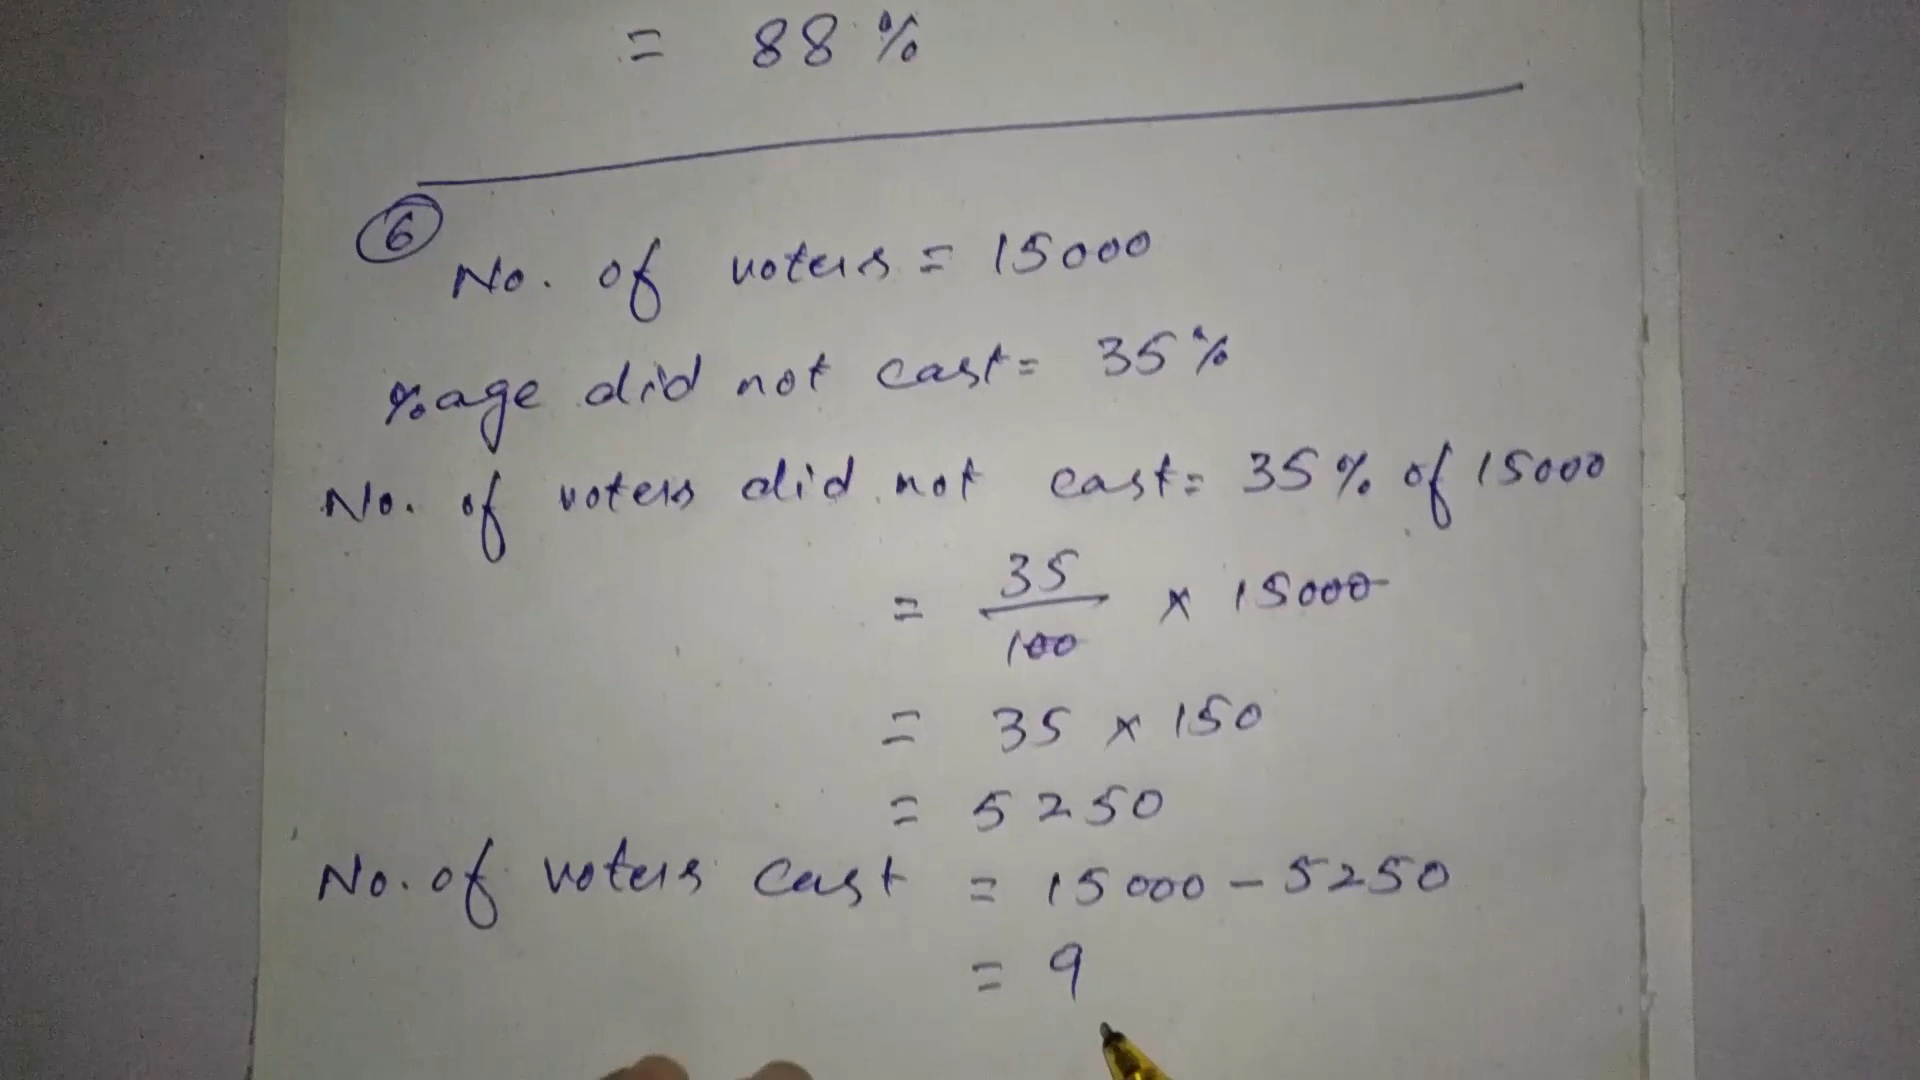 = 88 %
6
No. of voters = 15000
%age did not cast = 35%
No. of voters did not cast = 35% of 15000
= 35/100 × 15000
= 35 × 150
= 5250
No. of voters cast = 15000 - 5250
= 9